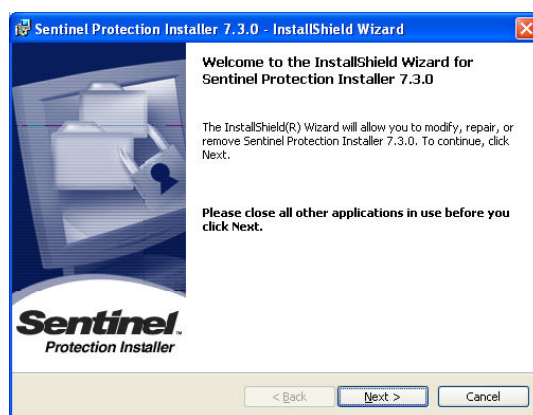 Sentinel Protection Installer 7.3.0 - InstallShield Wizard
Welcome to the InstallShield Wizard for
Sentinel Protection Installer 7.3.0
The InstallShield(R) Wizard will allow you to modify, repair, or
remove Sentinel Protection Installer 7.3.0. To continue, click
Next.
Please close all other applications in use before you
click Next.
Sentinel.
Protection Installer
< Back
Next >
Cancel